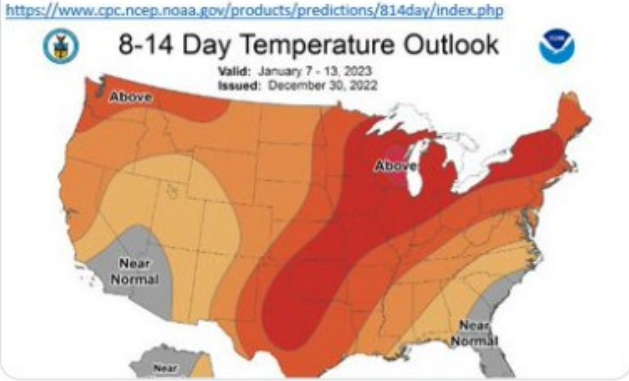 https://www.cpc.ncep.noaa.gov/products/predictions/814day/index.php
8-14 Day Temperature Outlook
Valid: January 7 - 13, 2023
Issued: December 30, 2022
Above
Above
Near
Normal
Near
Normal
Near